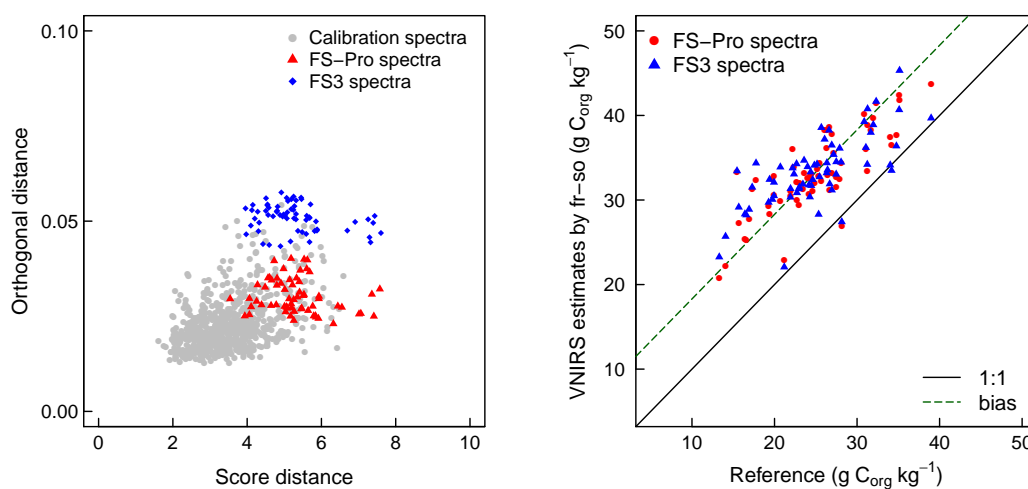 0.10
0.05
0.00
Orthogonal distance
Calibration spectra
FS−Pro spectra
FS3 spectra
0 2 4 6 8 10
Score distance
50
40
30
20
10
VNIRS estimates by fr−so (g C_org kg⁻¹)
FS−Pro spectra
FS3 spectra
1:1
bias
10 20 30 40 50
Reference (g C_org kg⁻¹)